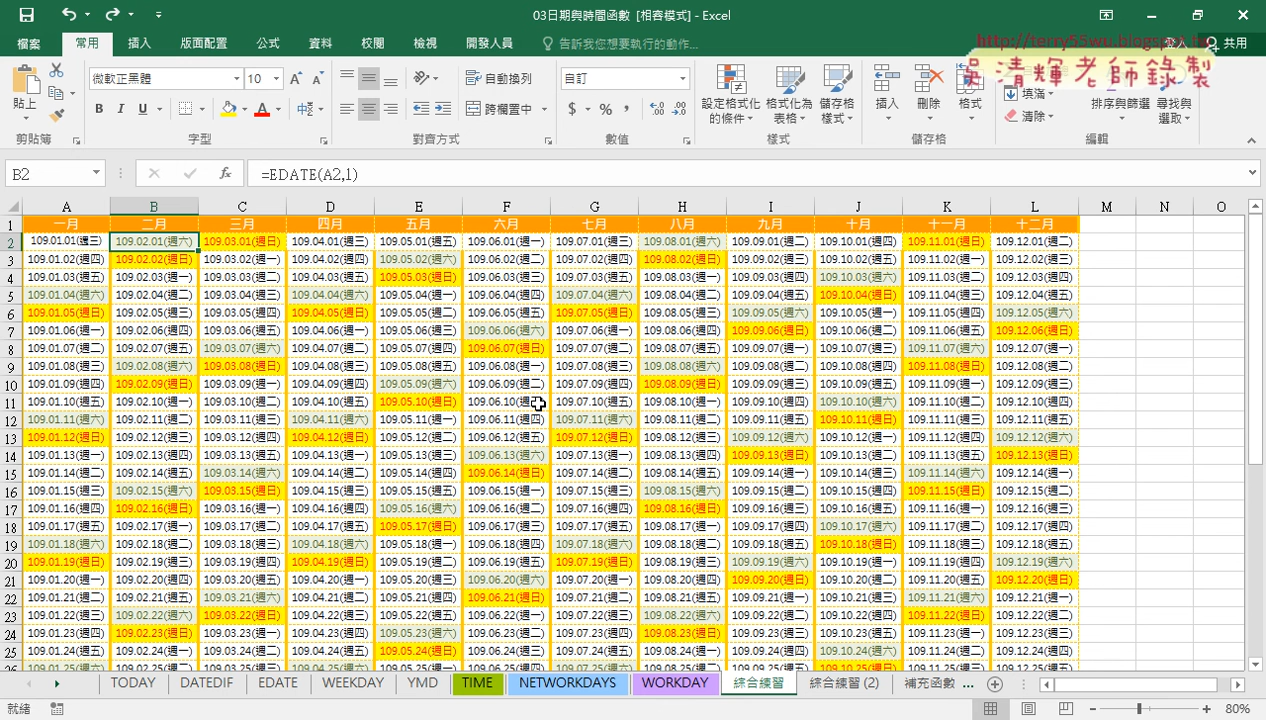 03日期與時間函數 [相容模式] - Excel
http://terry55wu.blogspot.tw
吳清輝老師錄製
檔案 常用 插入 版面配置 公式 資料 校閱 檢視 開發人員 告訴我您想要執行的動作... 登入 共用
貼上 微軟正黑體 10 自動換列 自訂 設定格式化的條件 格式化為表格 儲存格樣式 插入 刪除 格式 填滿 清除 排序與篩選 尋找與選取
B I U 跨欄置中 $ % ,
剪貼簿 字型 對齊方式 數值 樣式 儲存格 編輯
B2 fx =EDATE(A2,1)
A B C D E F G H I J K L M N O
1 一月 二月 三月 四月 五月 六月 七月 八月 九月 十月 十一月 十二月
2 109.01.01(週三) 109.02.01(週六) 109.03.01(週日) 109.04.01(週三) 109.05.01(週五) 109.06.01(週一) 109.07.01(週三) 109.08.01(週六) 109.09.01(週二) 109.10.01(週四) 109.11.01(週日) 109.12.01(週二)
3 109.01.02(週四) 109.02.02(週日) 109.03.02(週一) 109.04.02(週四) 109.05.02(週六) 109.06.02(週二) 109.07.02(週四) 109.08.02(週日) 109.09.02(週三) 109.10.02(週五) 109.11.02(週一) 109.12.02(週三)
4 109.01.03(週五) 109.02.03(週一) 109.03.03(週二) 109.04.03(週五) 109.05.03(週日) 109.06.03(週三) 109.07.03(週五) 109.08.03(週一) 109.09.03(週四) 109.10.03(週六) 109.11.03(週二) 109.12.03(週四)
5 109.01.04(週六) 109.02.04(週二) 109.03.04(週三) 109.04.04(週六) 109.05.04(週一) 109.06.04(週四) 109.07.04(週六) 109.08.04(週二) 109.09.04(週五) 109.10.04(週日) 109.11.04(週三) 109.12.04(週五)
6 109.01.05(週日) 109.02.05(週三) 109.03.05(週四) 109.04.05(週日) 109.05.05(週二) 109.06.05(週五) 109.07.05(週日) 109.08.05(週三) 109.09.05(週六) 109.10.05(週一) 109.11.05(週四) 109.12.05(週六)
7 109.01.06(週一) 109.02.06(週四) 109.03.06(週五) 109.04.06(週一) 109.05.06(週三) 109.06.06(週六) 109.07.06(週一) 109.08.06(週四) 109.09.06(週日) 109.10.06(週二) 109.11.06(週五) 109.12.06(週日)
8 109.01.07(週二) 109.02.07(週五) 109.03.07(週六) 109.04.07(週二) 109.05.07(週四) 109.06.07(週日) 109.07.07(週二) 109.08.07(週五) 109.09.07(週一) 109.10.07(週三) 109.11.07(週六) 109.12.07(週一)
9 109.01.08(週三) 109.02.08(週六) 109.03.08(週日) 109.04.08(週三) 109.05.08(週五) 109.06.08(週一) 109.07.08(週三) 109.08.08(週六) 109.09.08(週二) 109.10.08(週四) 109.11.08(週日) 109.12.08(週二)
10 109.01.09(週四) 109.02.09(週日) 109.03.09(週一) 109.04.09(週四) 109.05.09(週六) 109.06.09(週二) 109.07.09(週四) 109.08.09(週日) 109.09.09(週三) 109.10.09(週五) 109.11.09(週一) 109.12.09(週三)
11 109.01.10(週五) 109.02.10(週一) 109.03.10(週二) 109.04.10(週五) 109.05.10(週日) 109.06.10(週 109.07.10(週五) 109.08.10(週一) 109.09.10(週四) 109.10.10(週六) 109.11.10(週二) 109.12.10(週四)
12 109.01.11(週六) 109.02.11(週二) 109.03.11(週三) 109.04.11(週六) 109.05.11(週一) 109.06.11(週四) 109.07.11(週六) 109.08.11(週二) 109.09.11(週五) 109.10.11(週日) 109.11.11(週三) 109.12.11(週五)
13 109.01.12(週日) 109.02.12(週三) 109.03.12(週四) 109.04.12(週日) 109.05.12(週二) 109.06.12(週五) 109.07.12(週日) 109.08.12(週三) 109.09.12(週六) 109.10.12(週一) 109.11.12(週四) 109.12.12(週六)
14 109.01.13(週一) 109.02.13(週四) 109.03.13(週五) 109.04.13(週一) 109.05.13(週三) 109.06.13(週六) 109.07.13(週一) 109.08.13(週四) 109.09.13(週日) 109.10.13(週二) 109.11.13(週五) 109.12.13(週日)
15 109.01.14(週二) 109.02.14(週五) 109.03.14(週六) 109.04.14(週二) 109.05.14(週四) 109.06.14(週日) 109.07.14(週二) 109.08.14(週五) 109.09.14(週一) 109.10.14(週三) 109.11.14(週六) 109.12.14(週一)
16 109.01.15(週三) 109.02.15(週六) 109.03.15(週日) 109.04.15(週三) 109.05.15(週五) 109.06.15(週一) 109.07.15(週三) 109.08.15(週六) 109.09.15(週二) 109.10.15(週四) 109.11.15(週日) 109.12.15(週二)
17 109.01.16(週四) 109.02.16(週日) 109.03.16(週一) 109.04.16(週四) 109.05.16(週六) 109.06.16(週二) 109.07.16(週四) 109.08.16(週日) 109.09.16(週三) 109.10.16(週五) 109.11.16(週一) 109.12.16(週三)
18 109.01.17(週五) 109.02.17(週一) 109.03.17(週二) 109.04.17(週五) 109.05.17(週日) 109.06.17(週三) 109.07.17(週五) 109.08.17(週一) 109.09.17(週四) 109.10.17(週六) 109.11.17(週二) 109.12.17(週四)
19 109.01.18(週六) 109.02.18(週二) 109.03.18(週三) 109.04.18(週六) 109.05.18(週一) 109.06.18(週四) 109.07.18(週六) 109.08.18(週二) 109.09.18(週五) 109.10.18(週日) 109.11.18(週三) 109.12.18(週五)
20 109.01.19(週日) 109.02.19(週三) 109.03.19(週四) 109.04.19(週日) 109.05.19(週二) 109.06.19(週五) 109.07.19(週日) 109.08.19(週三) 109.09.19(週六) 109.10.19(週一) 109.11.19(週四) 109.12.19(週六)
21 109.01.20(週一) 109.02.20(週四) 109.03.20(週五) 109.04.20(週一) 109.05.20(週三) 109.06.20(週六) 109.07.20(週一) 109.08.20(週四) 109.09.20(週日) 109.10.20(週二) 109.11.20(週五) 109.12.20(週日)
22 109.01.21(週二) 109.02.21(週五) 109.03.21(週六) 109.04.21(週二) 109.05.21(週四) 109.06.21(週日) 109.07.21(週二) 109.08.21(週五) 109.09.21(週一) 109.10.21(週三) 109.11.21(週六) 109.12.21(週一)
23 109.01.22(週三) 109.02.22(週六) 109.03.22(週日) 109.04.22(週三) 109.05.22(週五) 109.06.22(週一) 109.07.22(週三) 109.08.22(週六) 109.09.22(週二) 109.10.22(週四) 109.11.22(週日) 109.12.22(週二)
24 109.01.23(週四) 109.02.23(週日) 109.03.23(週一) 109.04.23(週四) 109.05.23(週六) 109.06.23(週二) 109.07.23(週四) 109.08.23(週日) 109.09.23(週三) 109.10.23(週五) 109.11.23(週一) 109.12.23(週三)
25 109.01.24(週五) 109.02.24(週一) 109.03.24(週二) 109.04.24(週五) 109.05.24(週日) 109.06.24(週三) 109.07.24(週五) 109.08.24(週一) 109.09.24(週四) 109.10.24(週六) 109.11.24(週二) 109.12.24(週四)
26 109.01.25(週六) 109.02.25(週二) 109.03.25(週三) 109.04.25(週六) 109.05.25(週一) 109.06.25(週四) 109.07.25(週六) 109.08.25(週二) 109.09.25(週五) 109.10.25(週日) 109.11.25(週三) 109.12.25(週五)
TODAY DATEDIF EDATE WEEKDAY YMD TIME NETWORKDAYS WORKDAY 綜合練習 綜合練習 (2) 補充函數 ...
就緒 80%